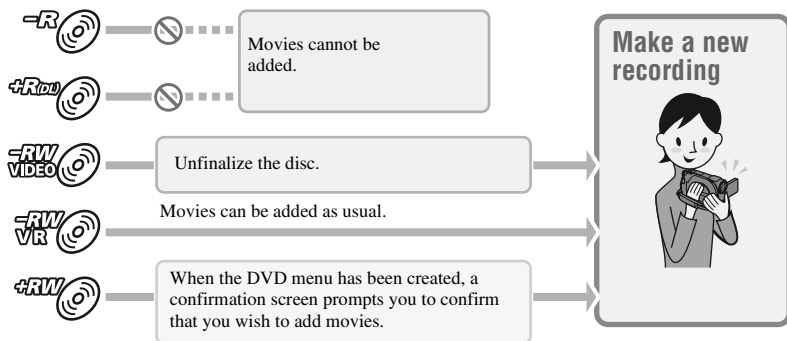 -R
Movies cannot be
added.
+R(DL)
Make a new
recording
-RW
VIDEO
Unfinalize the disc.
-RW
VR
Movies can be added as usual.
+RW
When the DVD menu has been created, a
confirmation screen prompts you to confirm
that you wish to add movies.